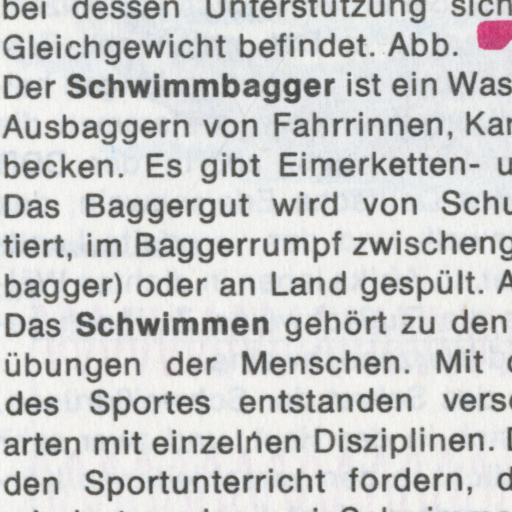 bei dessen Unterstützung sich
Gleichgewicht befindet. Abb.
Der Schwimmbagger ist ein Was
Ausbaggern von Fahrrinnen, Kan
becken. Es gibt Eimerketten- u
Das Baggergut wird von Schu
tiert, im Baggerrumpf zwischeng
bagger) oder an Land gespült. A
Das Schwimmen gehört zu den
übungen der Menschen. Mit
des Sportes entstanden vers
arten mit einzelnen Disziplinen. D
den Sportunterricht fordern, d